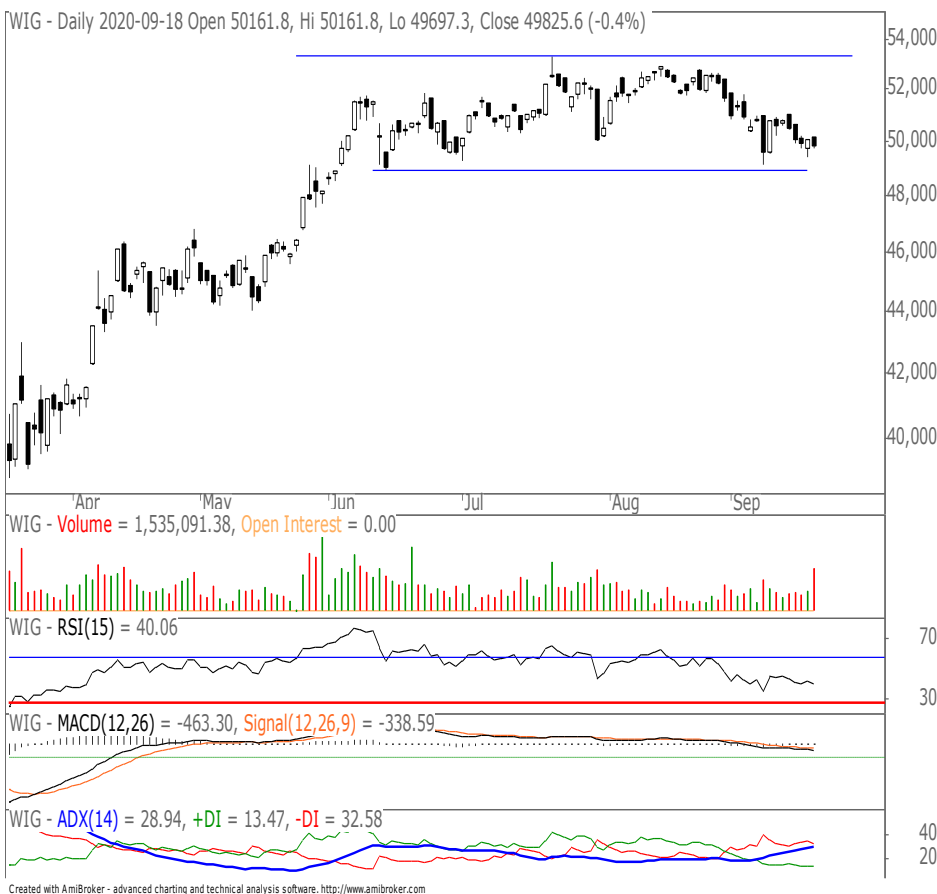 WIG - Daily 2020-09-18 Open 50161.8, Hi 50161.8, Lo 49697.3, Close 49825.6 (-0.4%)
54,000
52,000
50,000
48,000
46,000
44,000
42,000
40,000
Apr May Jun Jul Aug Sep
WIG - Volume = 1,535,091.38, Open Interest = 0.00
WIG - RSI(15) = 40.06
70
30
WIG - MACD(12,26) = -463.30, Signal(12,26,9) = -338.59
WIG - ADX(14) = 28.94, +DI = 13.47, -DI = 32.58
40
20
Created with AmiBroker - advanced charting and technical analysis software. http://www.amibroker.com